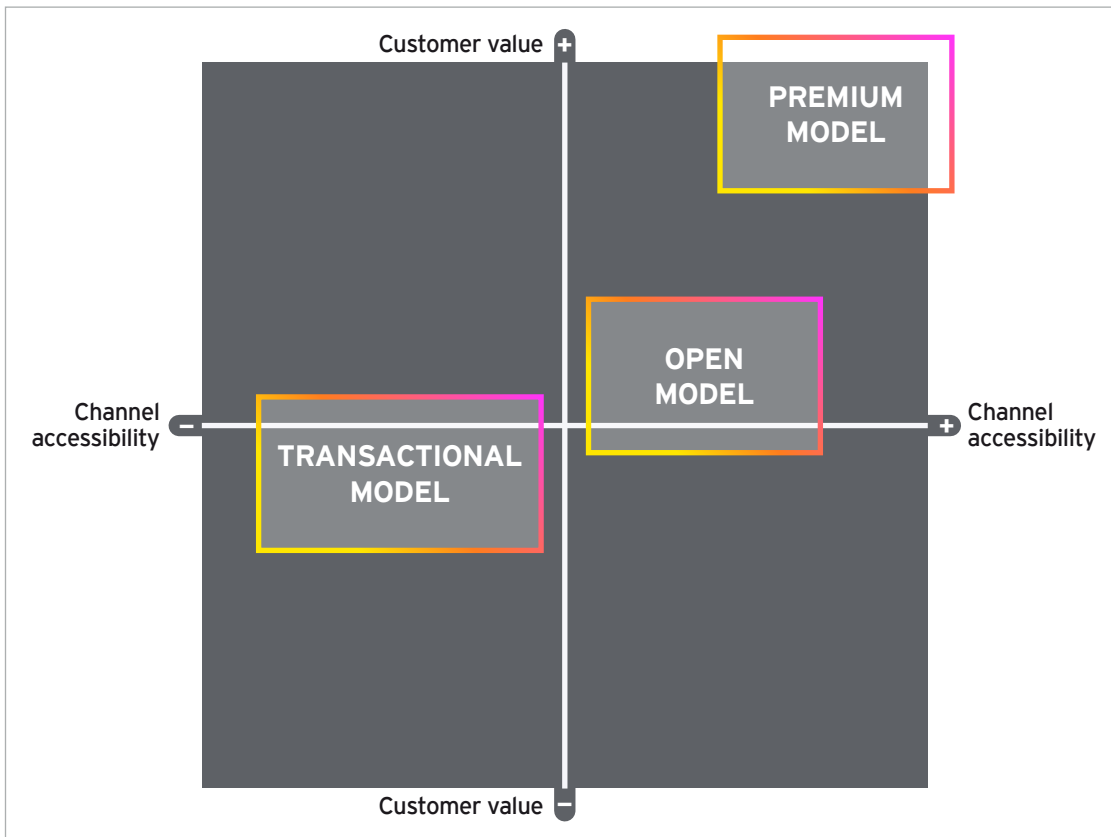 Customer value +
PREMIUM
MODEL
OPEN
MODEL
Channel
accessibility −
+ Channel
accessibility
TRANSACTIONAL
MODEL
Customer value −